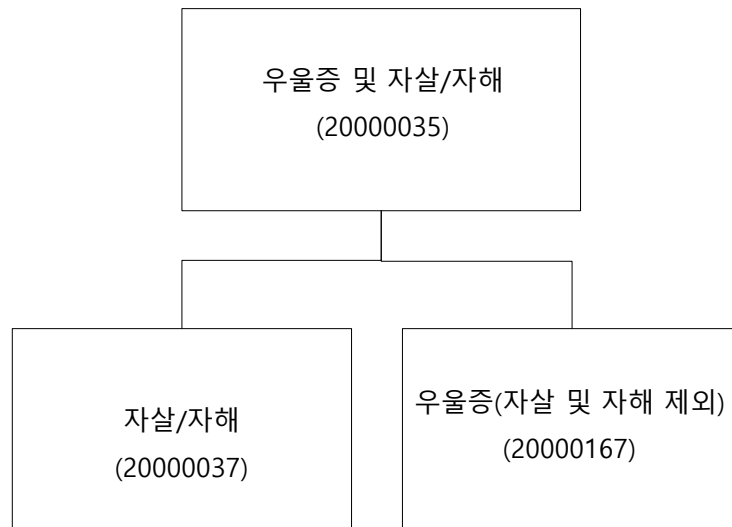 우울증 및 자살/자해
(20000035)
자살/자해
(20000037)
우울증(자살 및 자해 제외)
(20000167)